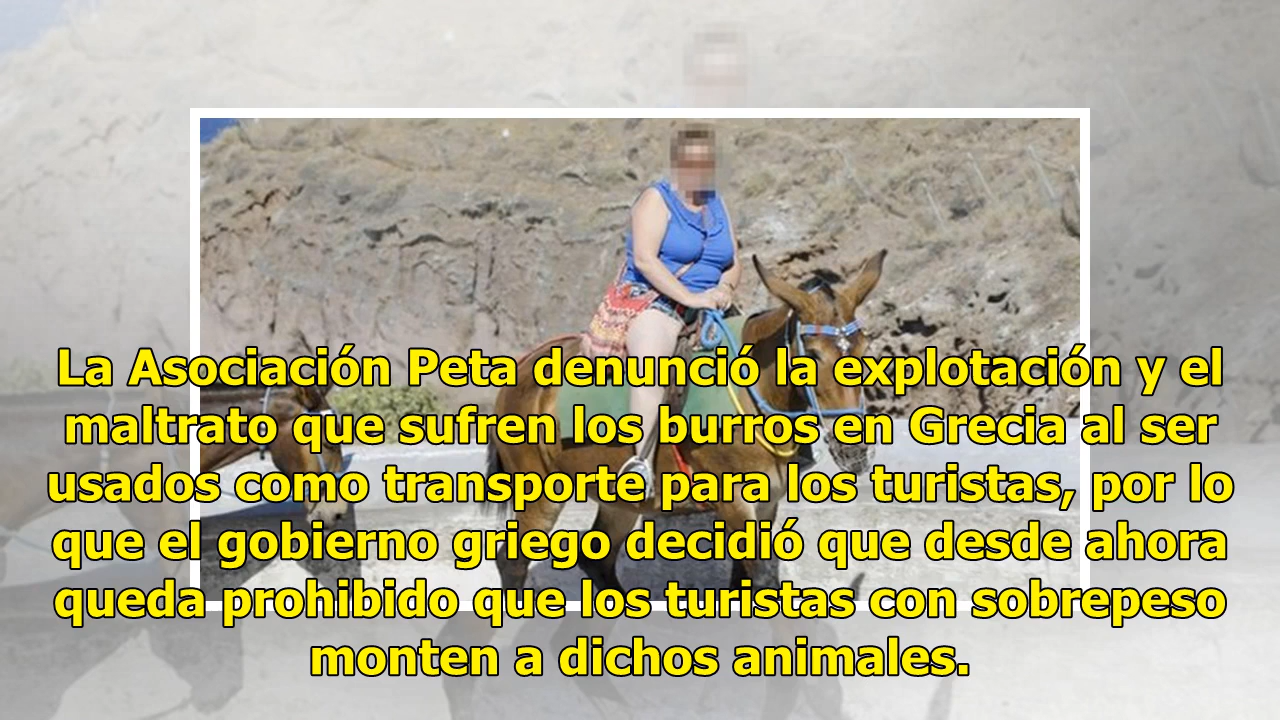 La Asociación Peta denunció la explotación y el
maltrato que sufren los burros en Grecia al ser
usados como transporte para los turistas, por lo
que el gobierno griego decidió que desde ahora
queda prohibido que los turistas con sobrepeso
monten a dichos animales.